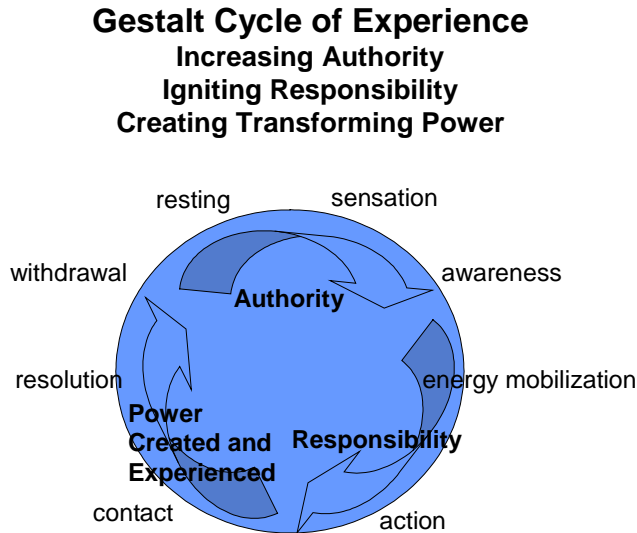 Gestalt Cycle of Experience
Increasing Authority
Igniting Responsibility
Creating Transforming Power
resting
sensation
withdrawal
awareness
Authority
resolution
energy mobilization
Power
Created and
Experienced
Responsibility
contact
action